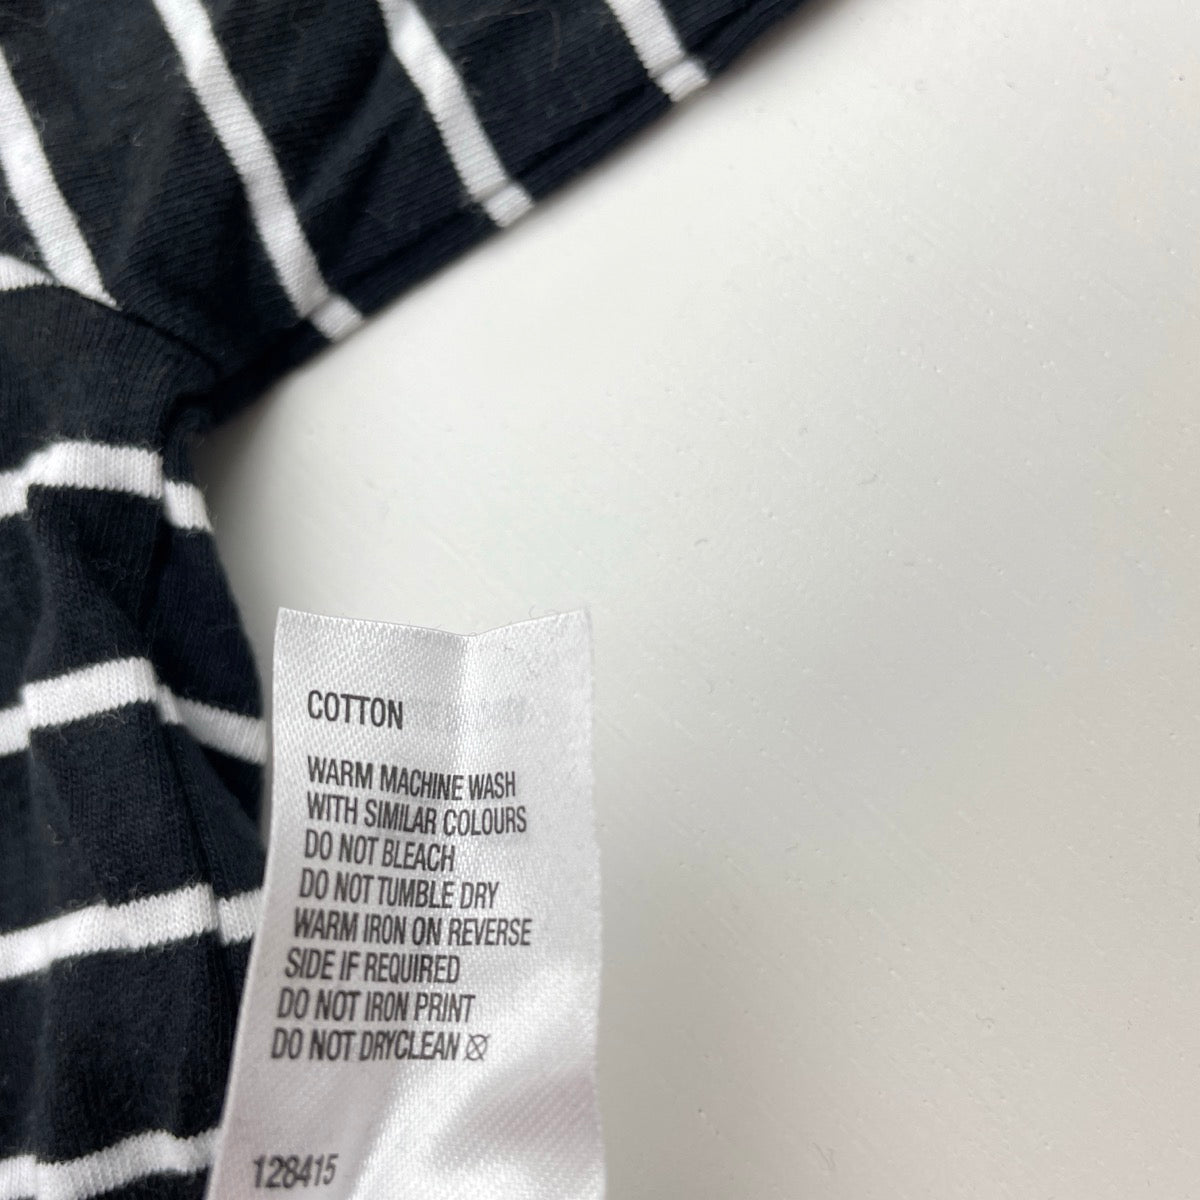 COTTON
WARM MACHINE WASH
WITH SIMILAR COLOURS
DO NOT BLEACH
DO NOT TUMBLE DRY
WARM IRON ON REVERSE
SIDE IF REQUIRED
DO NOT IRON PRINT
DO NOT DRYCLEAN
128415